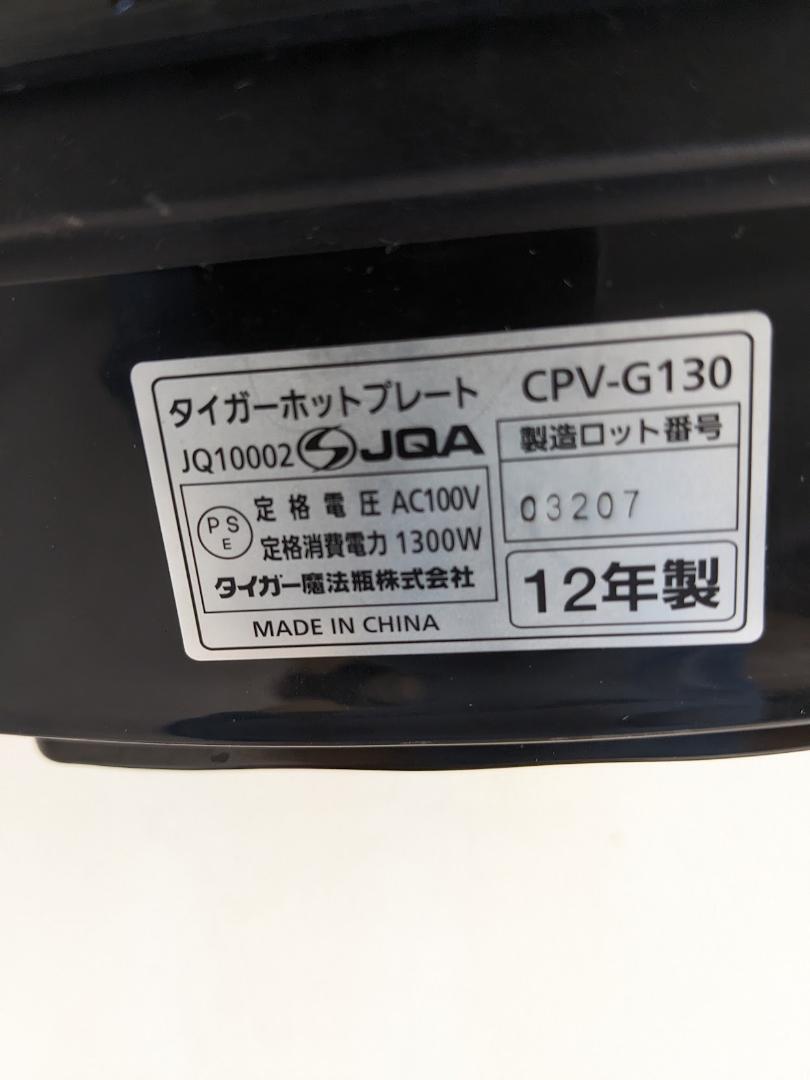 タイガーホットプレート CPV-G130
JQ10002 JQA
製造ロット番号
03207
PS
E
定格電圧 AC100V
定格消費電力 1300W
タイガー魔法瓶株式会社
12年製
MADE IN CHINA